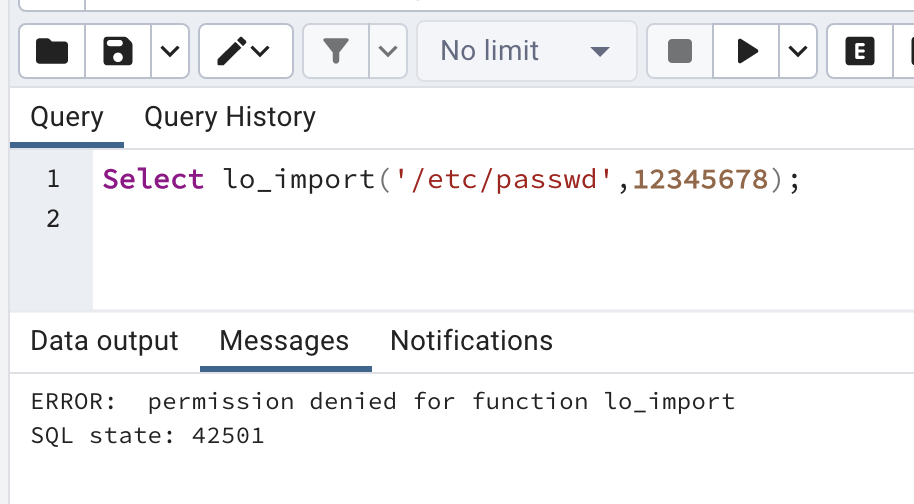 No limit
E
Query Query History
1 Select lo_import('/etc/passwd',12345678);
2
Data output Messages Notifications
ERROR:  permission denied for function lo_import
SQL state: 42501